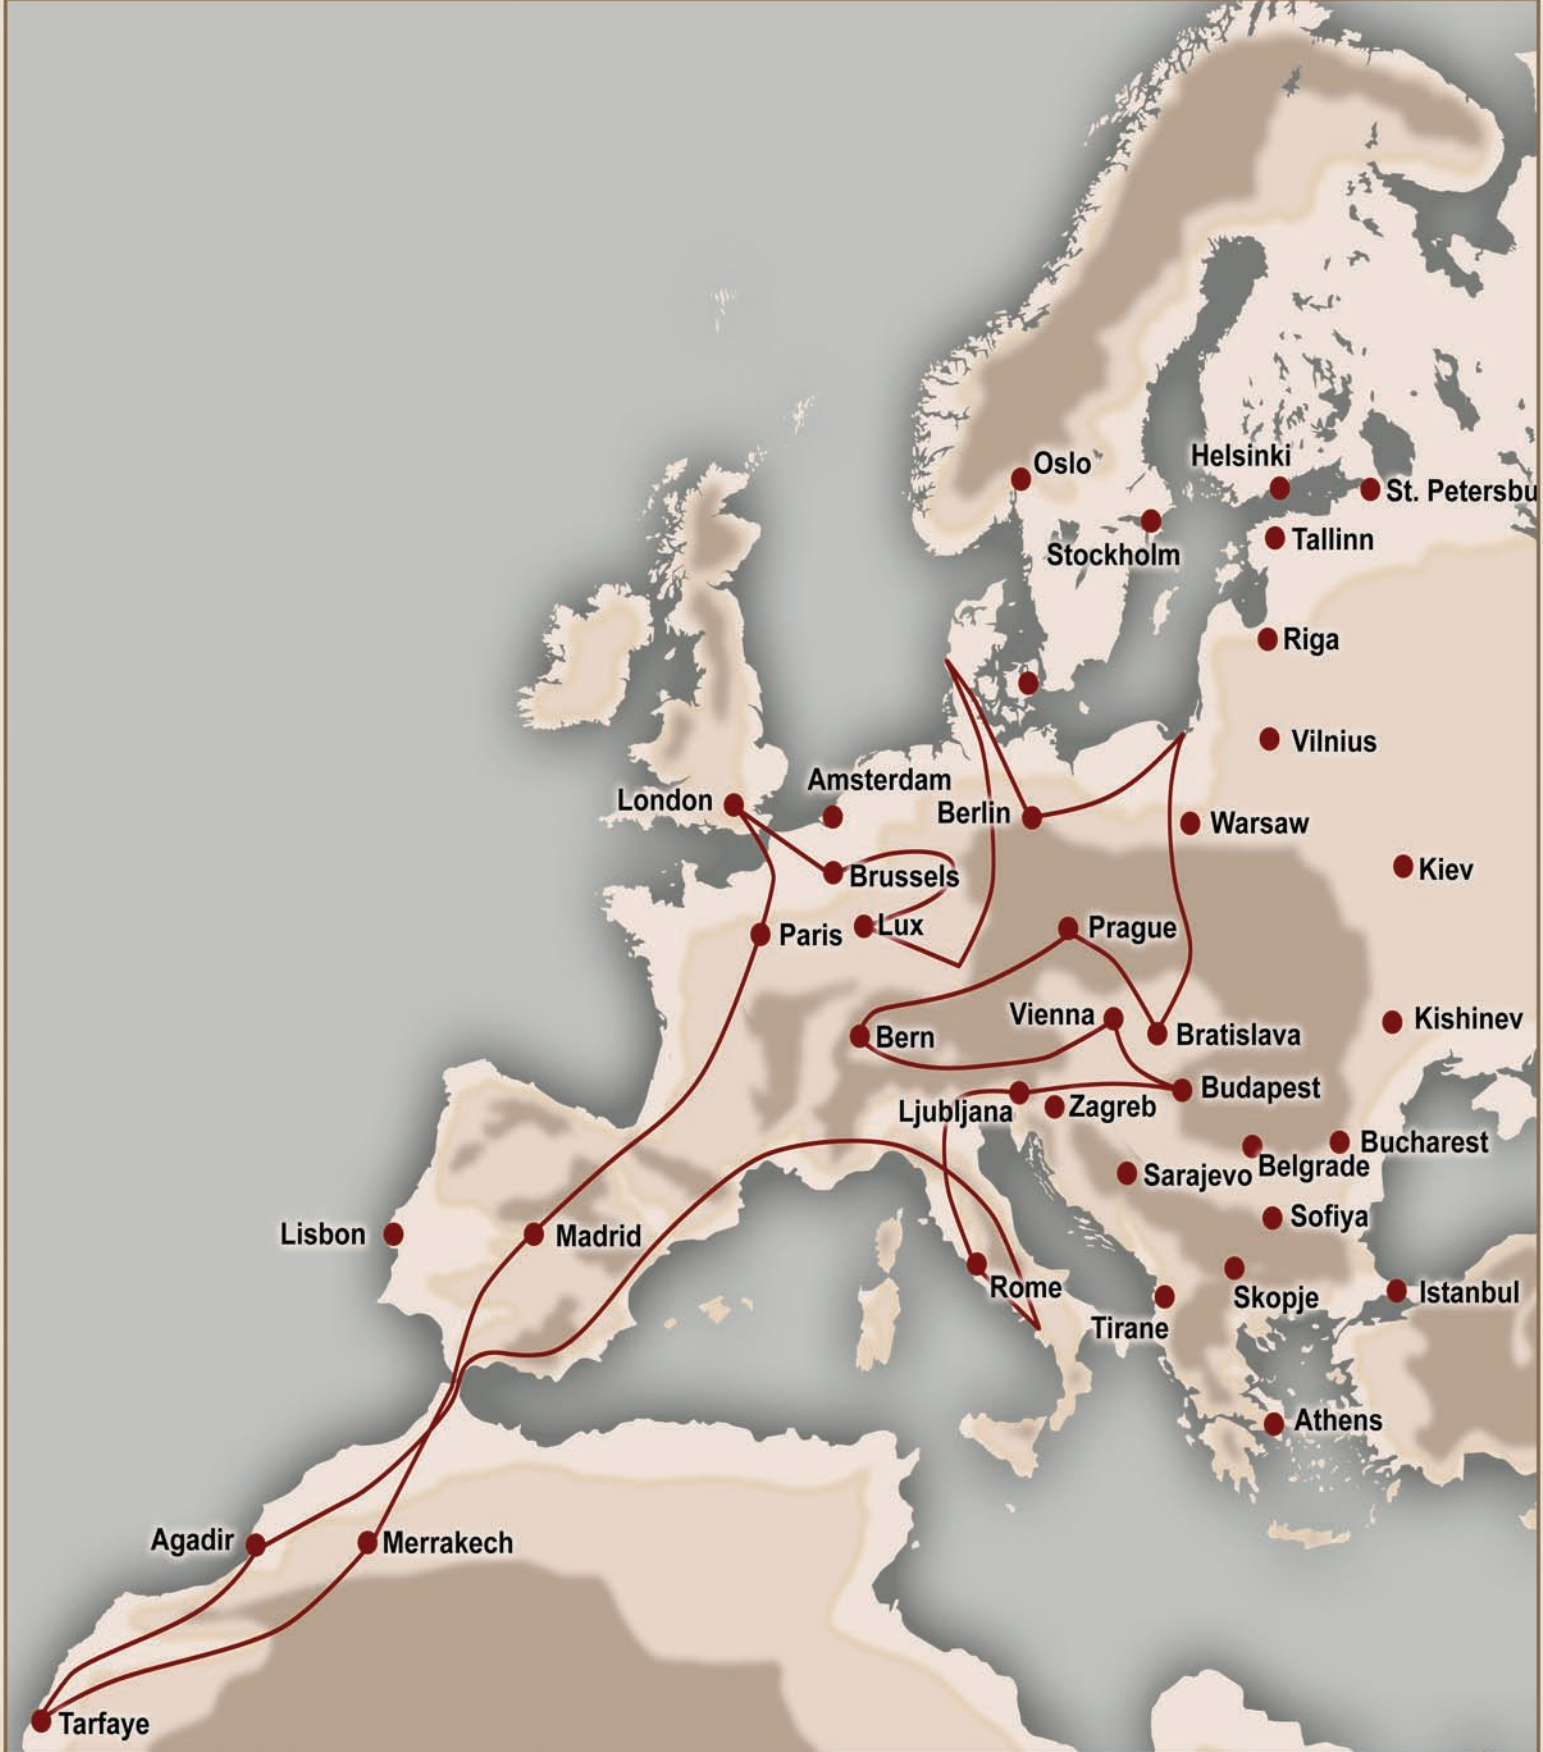 Oslo
Helsinki
St. Petersbu
Stockholm
Tallinn
Riga
Vilnius
Amsterdam
London
Berlin
Warsaw
Brussels
Kiev
Paris
Lux
Prague
Vienna
Kishinev
Bern
Bratislava
Budapest
Ljubljana
Zagreb
Bucharest
Sarajevo
Belgrade
Lisbon
Madrid
Sofiya
Rome
Skopje
Istanbul
Tirane
Athens
Agadir
Merrakech
Tarfaye